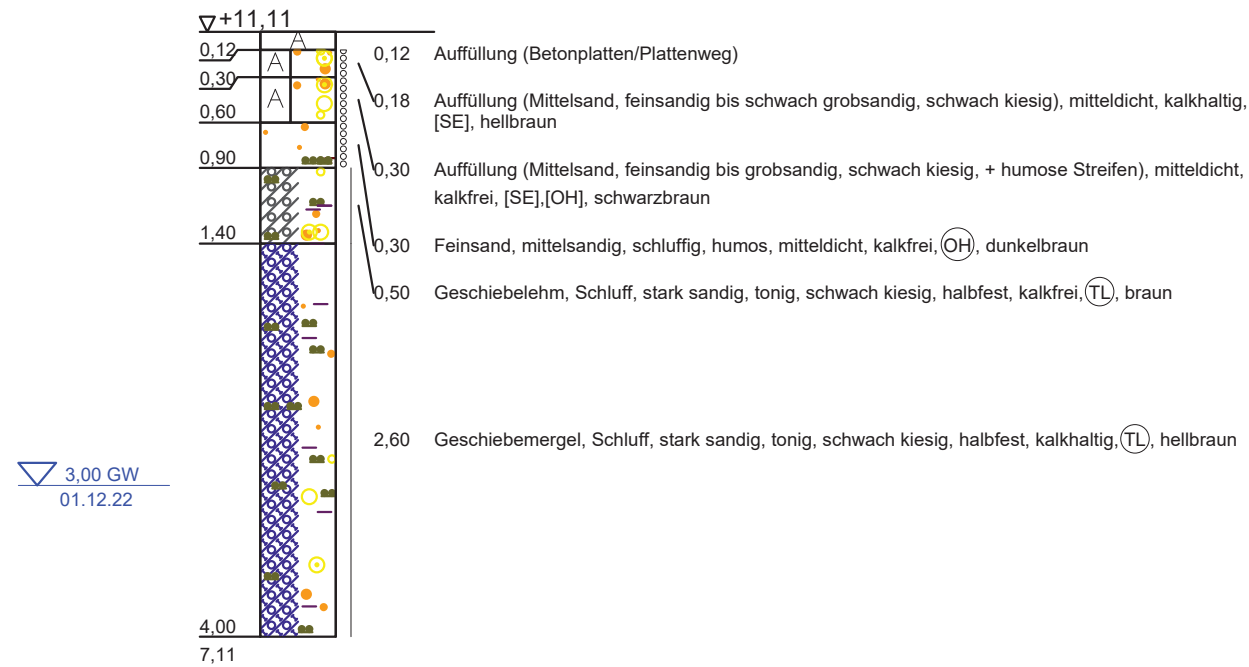 +11,11
A
0,12
A
0,30
A
0,60
0,90
1,40
4,00
7,11
0,12 Auffüllung (Betonplatten/Plattenweg)
0,18 Auffüllung (Mittelsand, feinsandig bis schwach grobsandig, schwach kiesig), mitteldicht, kalkhaltig,
[SE], hellbraun
0,30 Auffüllung (Mittelsand, feinsandig bis grobsandig, schwach kiesig, + humose Streifen), mitteldicht,
kalkfrei, [SE],[OH], schwarzbraun
0,30 Feinsand, mittelsandig, schluffig, humos, mitteldicht, kalkfrei, OH, dunkelbraun
0,50 Geschiebelehm, Schluff, stark sandig, tonig, schwach kiesig, halbfest, kalkfrei, TL, braun
2,60 Geschiebemergel, Schluff, stark sandig, tonig, schwach kiesig, halbfest, kalkhaltig, TL, hellbraun
3,00 GW
01.12.22